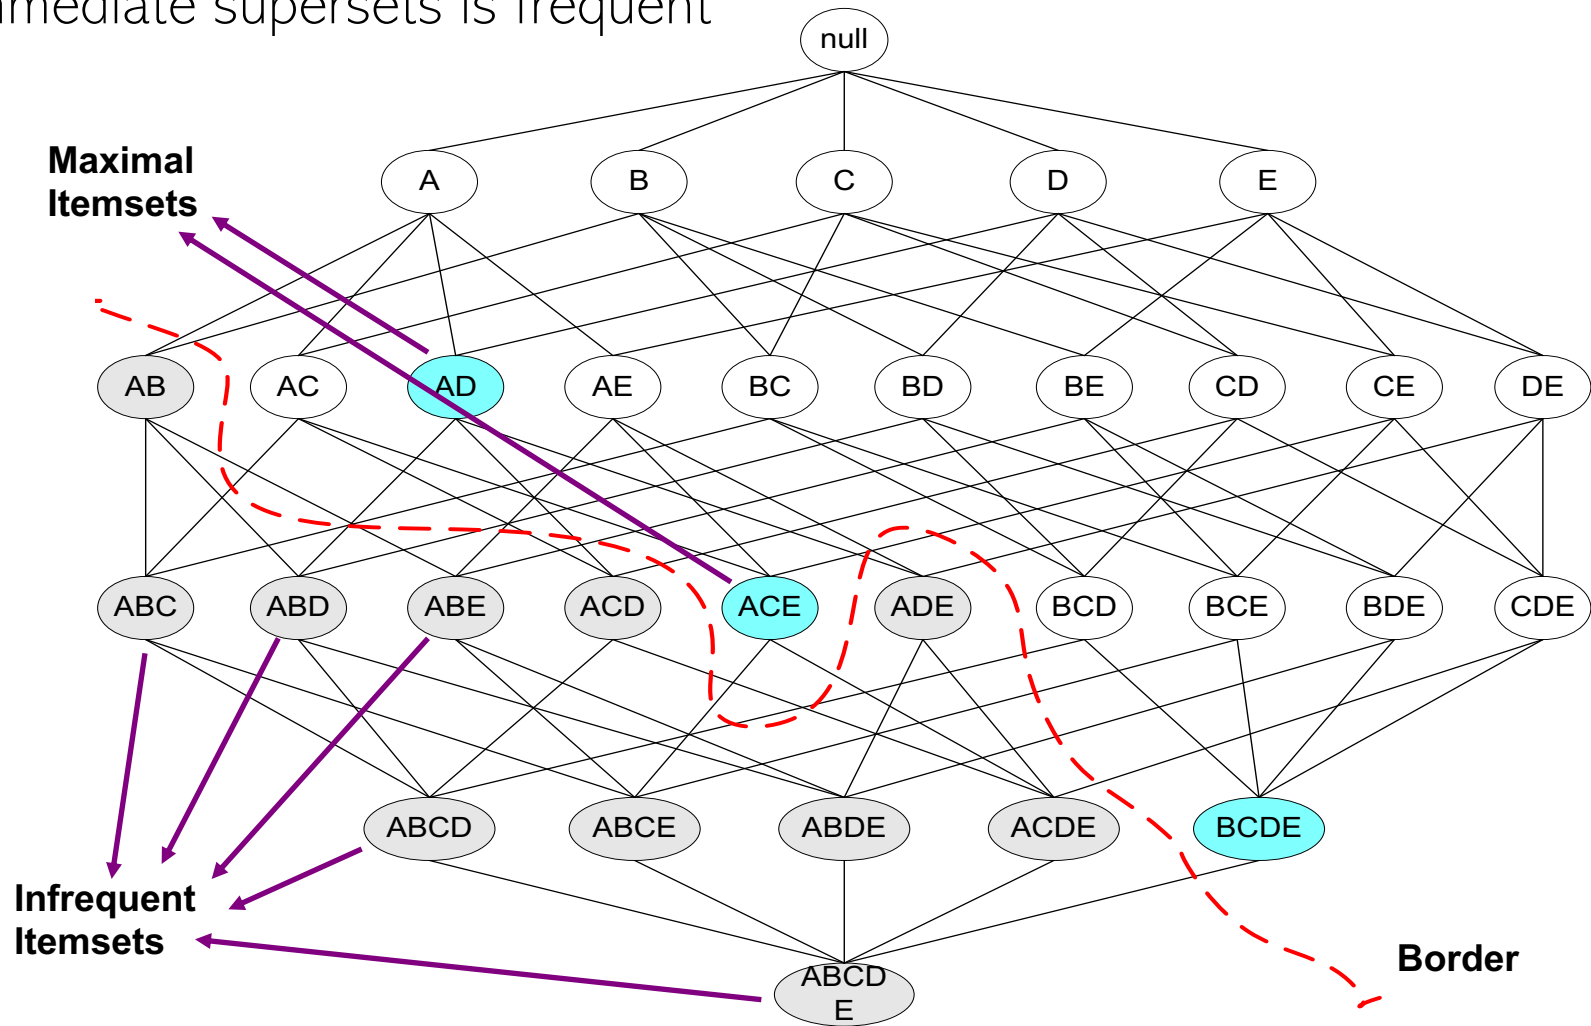 immediate supersets is frequent
null
Maximal
Itemsets
A
B
C
D
E
AB
AC
AD
AE
BC
BD
BE
CD
CE
DE
ABC
ABD
ABE
ACD
ACE
ADE
BCD
BCE
BDE
CDE
ABCD
ABCE
ABDE
ACDE
BCDE
Infrequent
Itemsets
Border
ABCD
E